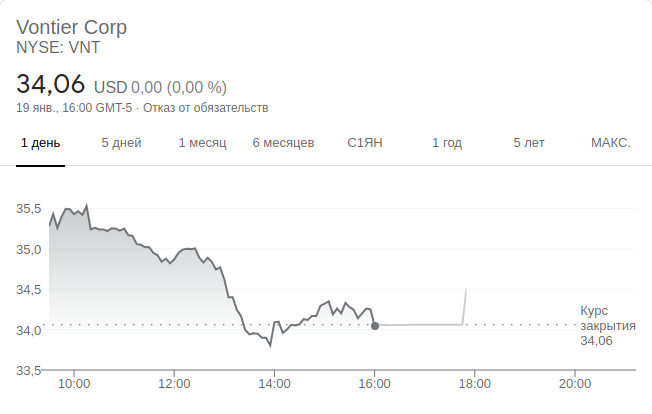 Vontier Corp
NYSE: VNT
34,06 USD 0,00 (0,00 %)
19 янв., 16:00 GMT-5 · Отказ от обязательств
1 день 5 дней 1 месяц 6 месяцев С1ЯН 1 год 5 лет МАКС.
35,5
35,0
34,5
34,0
33,5
Курс
закрытия
34,06
10:00 12:00 14:00 16:00 18:00 20:00